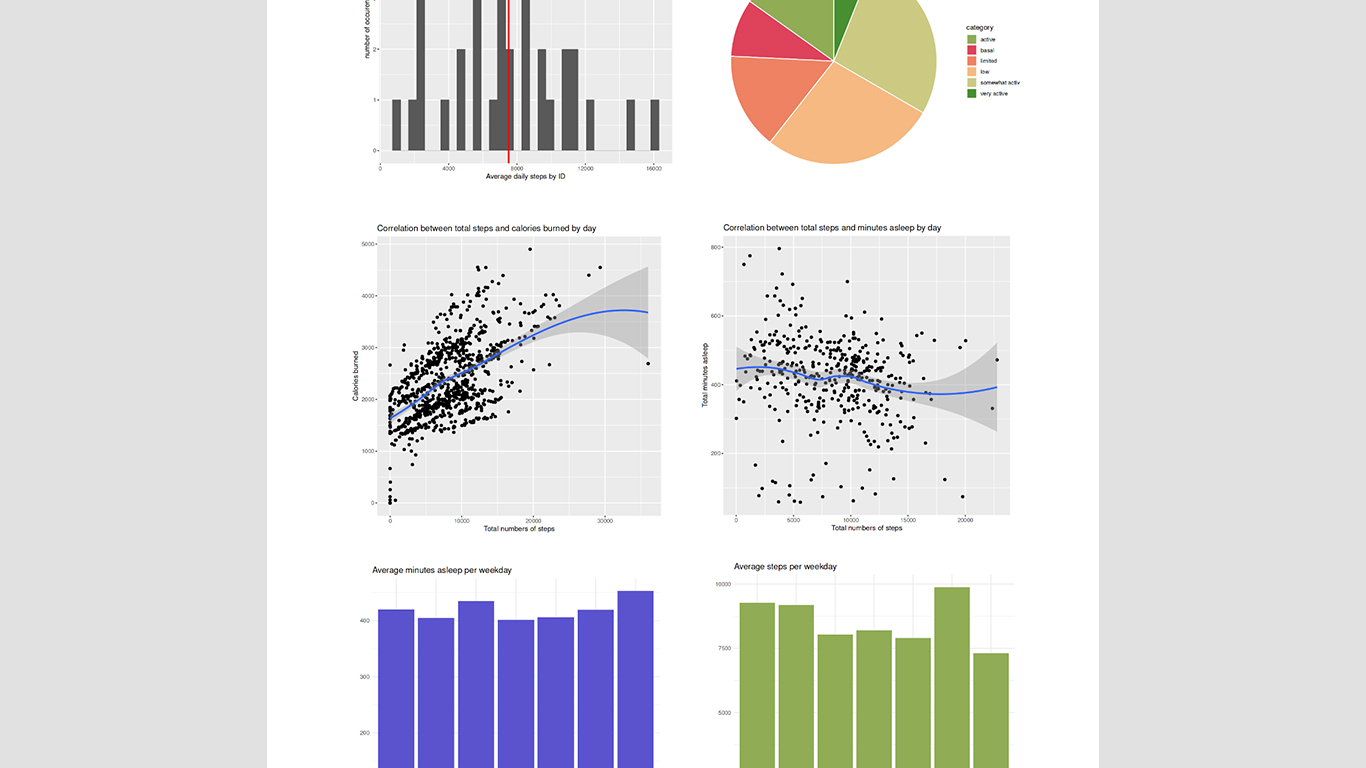 number of occuren
2
1
0
0
4000
8000
12000
16000
Average daily steps by ID
category
active
basal
limited
low
somewhat activ
very active
Correlation between total steps and calories burned by day
5000
4000
3000
2000
1000
0
Calories burned
0
10000
20000
30000
Total numbers of steps
Correlation between total steps and minutes asleep by day
800
600
400
200
Total minutes asleep
0
5000
10000
15000
20000
Total numbers of steps
Average minutes asleep per weekday
400
300
200
Average steps per weekday
10000
7500
5000